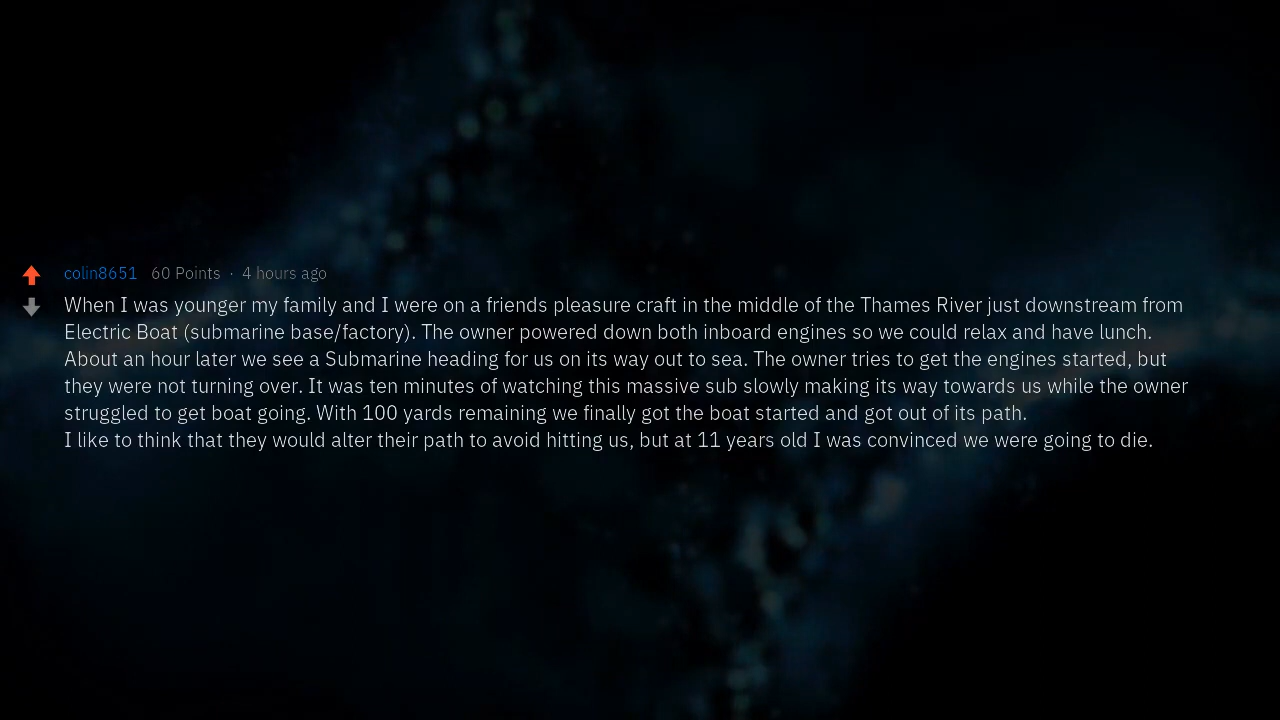 colin8651 60 Points · 4 hours ago
When I was younger my family and I were on a friends pleasure craft in the middle of the Thames River just downstream from
Electric Boat (submarine base/factory). The owner powered down both inboard engines so we could relax and have lunch.
About an hour later we see a Submarine heading for us on its way out to sea. The owner tries to get the engines started, but
they were not turning over. It was ten minutes of watching this massive sub slowly making its way towards us while the owner
struggled to get boat going. With 100 yards remaining we finally got the boat started and got out of its path.
I like to think that they would alter their path to avoid hitting us, but at 11 years old I was convinced we were going to die.